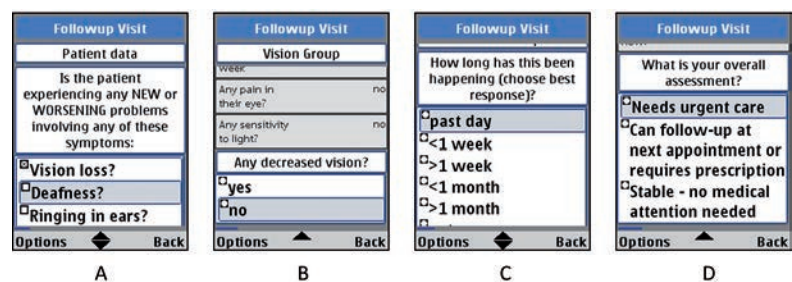 Followup Visit
Patient data
Is the patient
experiencing any NEW or
WORSENING problems
involving any of these
symptoms:
Vision loss?
Deafness?
Ringing in ears?
Options Back
A
Followup Visit
Vision Group
week
Any pain in no
their eye?
Any sensitivity no
to light?
Any decreased vision?
yes
no
Options Back
B
Followup Visit
How long has this been
happening (choose best
response)?
past day
<1 week
>1 week
<1 month
>1 month
Options Back
C
Followup Visit
What is your overall
assessment?
Needs urgent care
Can follow-up at
next appointment or
requires prescription
Stable - no medical
attention needed
Options Back
D